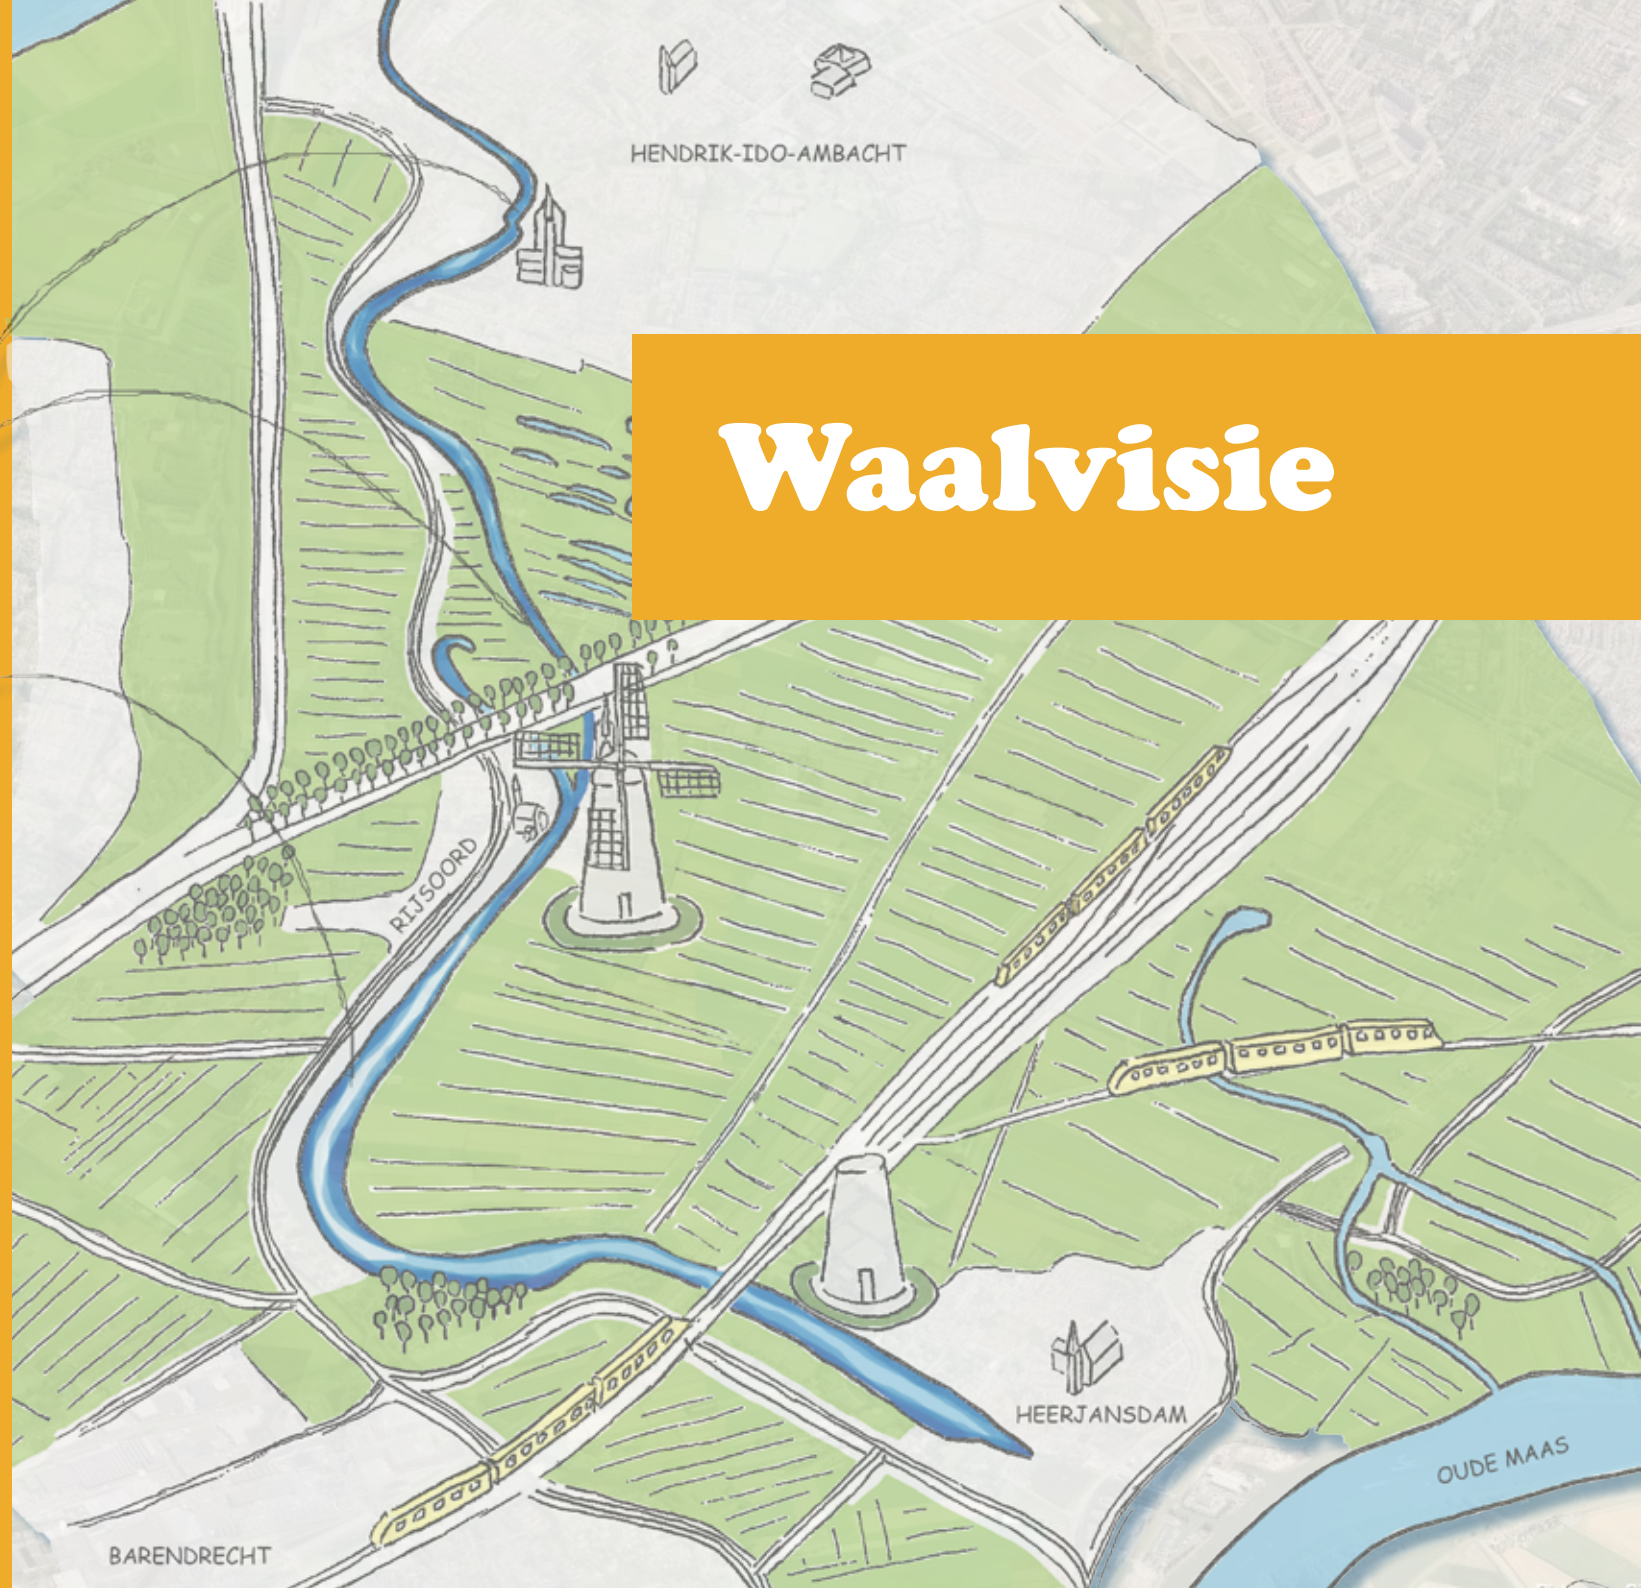 HENDRIK-IDO-AMBACHT
Waalvisie
RIJSOORD
HEERJANSDAM
OUDE MAAS
BARENDRECHT